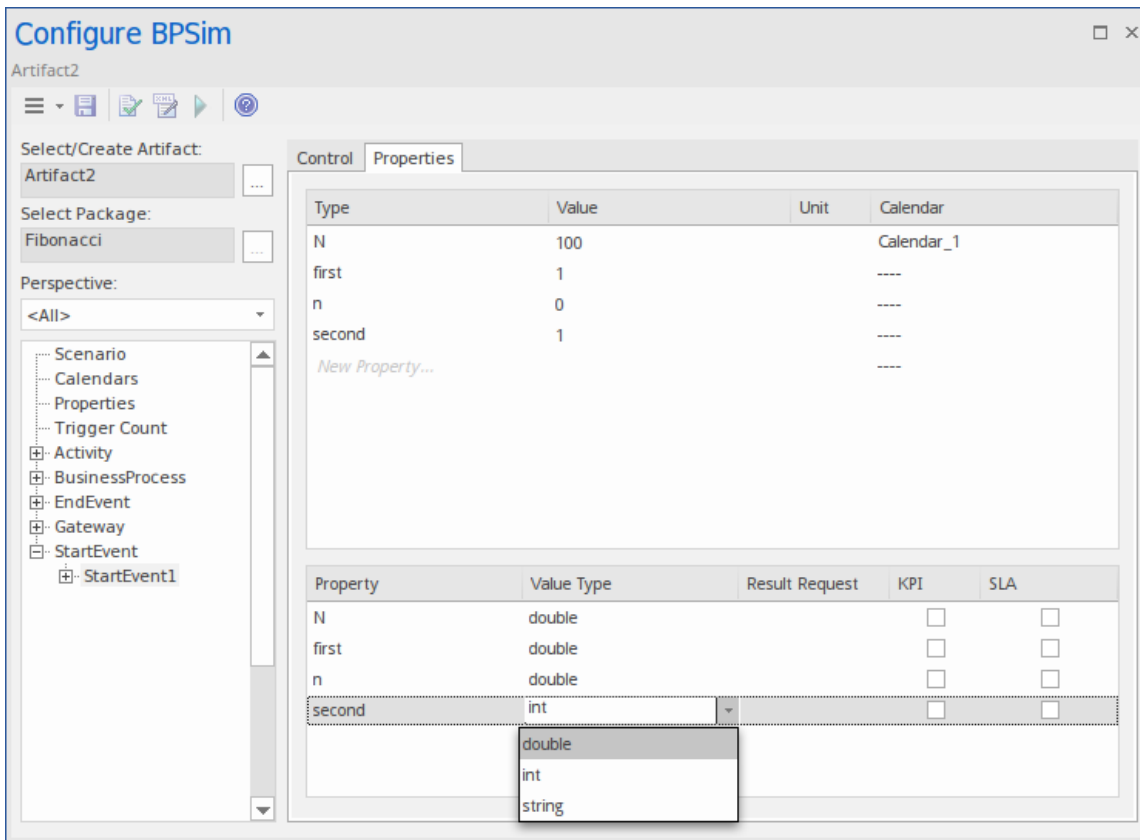 Configure BPSim
Artifact2
Select/Create Artifact:
Artifact2
...
Select Package:
Fibonacci
...
Perspective:
<All>
Scenario
Calendars
Properties
Trigger Count
Activity
BusinessProcess
EndEvent
Gateway
StartEvent
StartEvent1
Control Properties
Type Value Unit Calendar
N 100 Calendar_1
first 1 ----
n 0 ----
second 1 ----
New Property... ----
Property Value Type Result Request KPI SLA
N double
first double
n double
second int
double
int
string